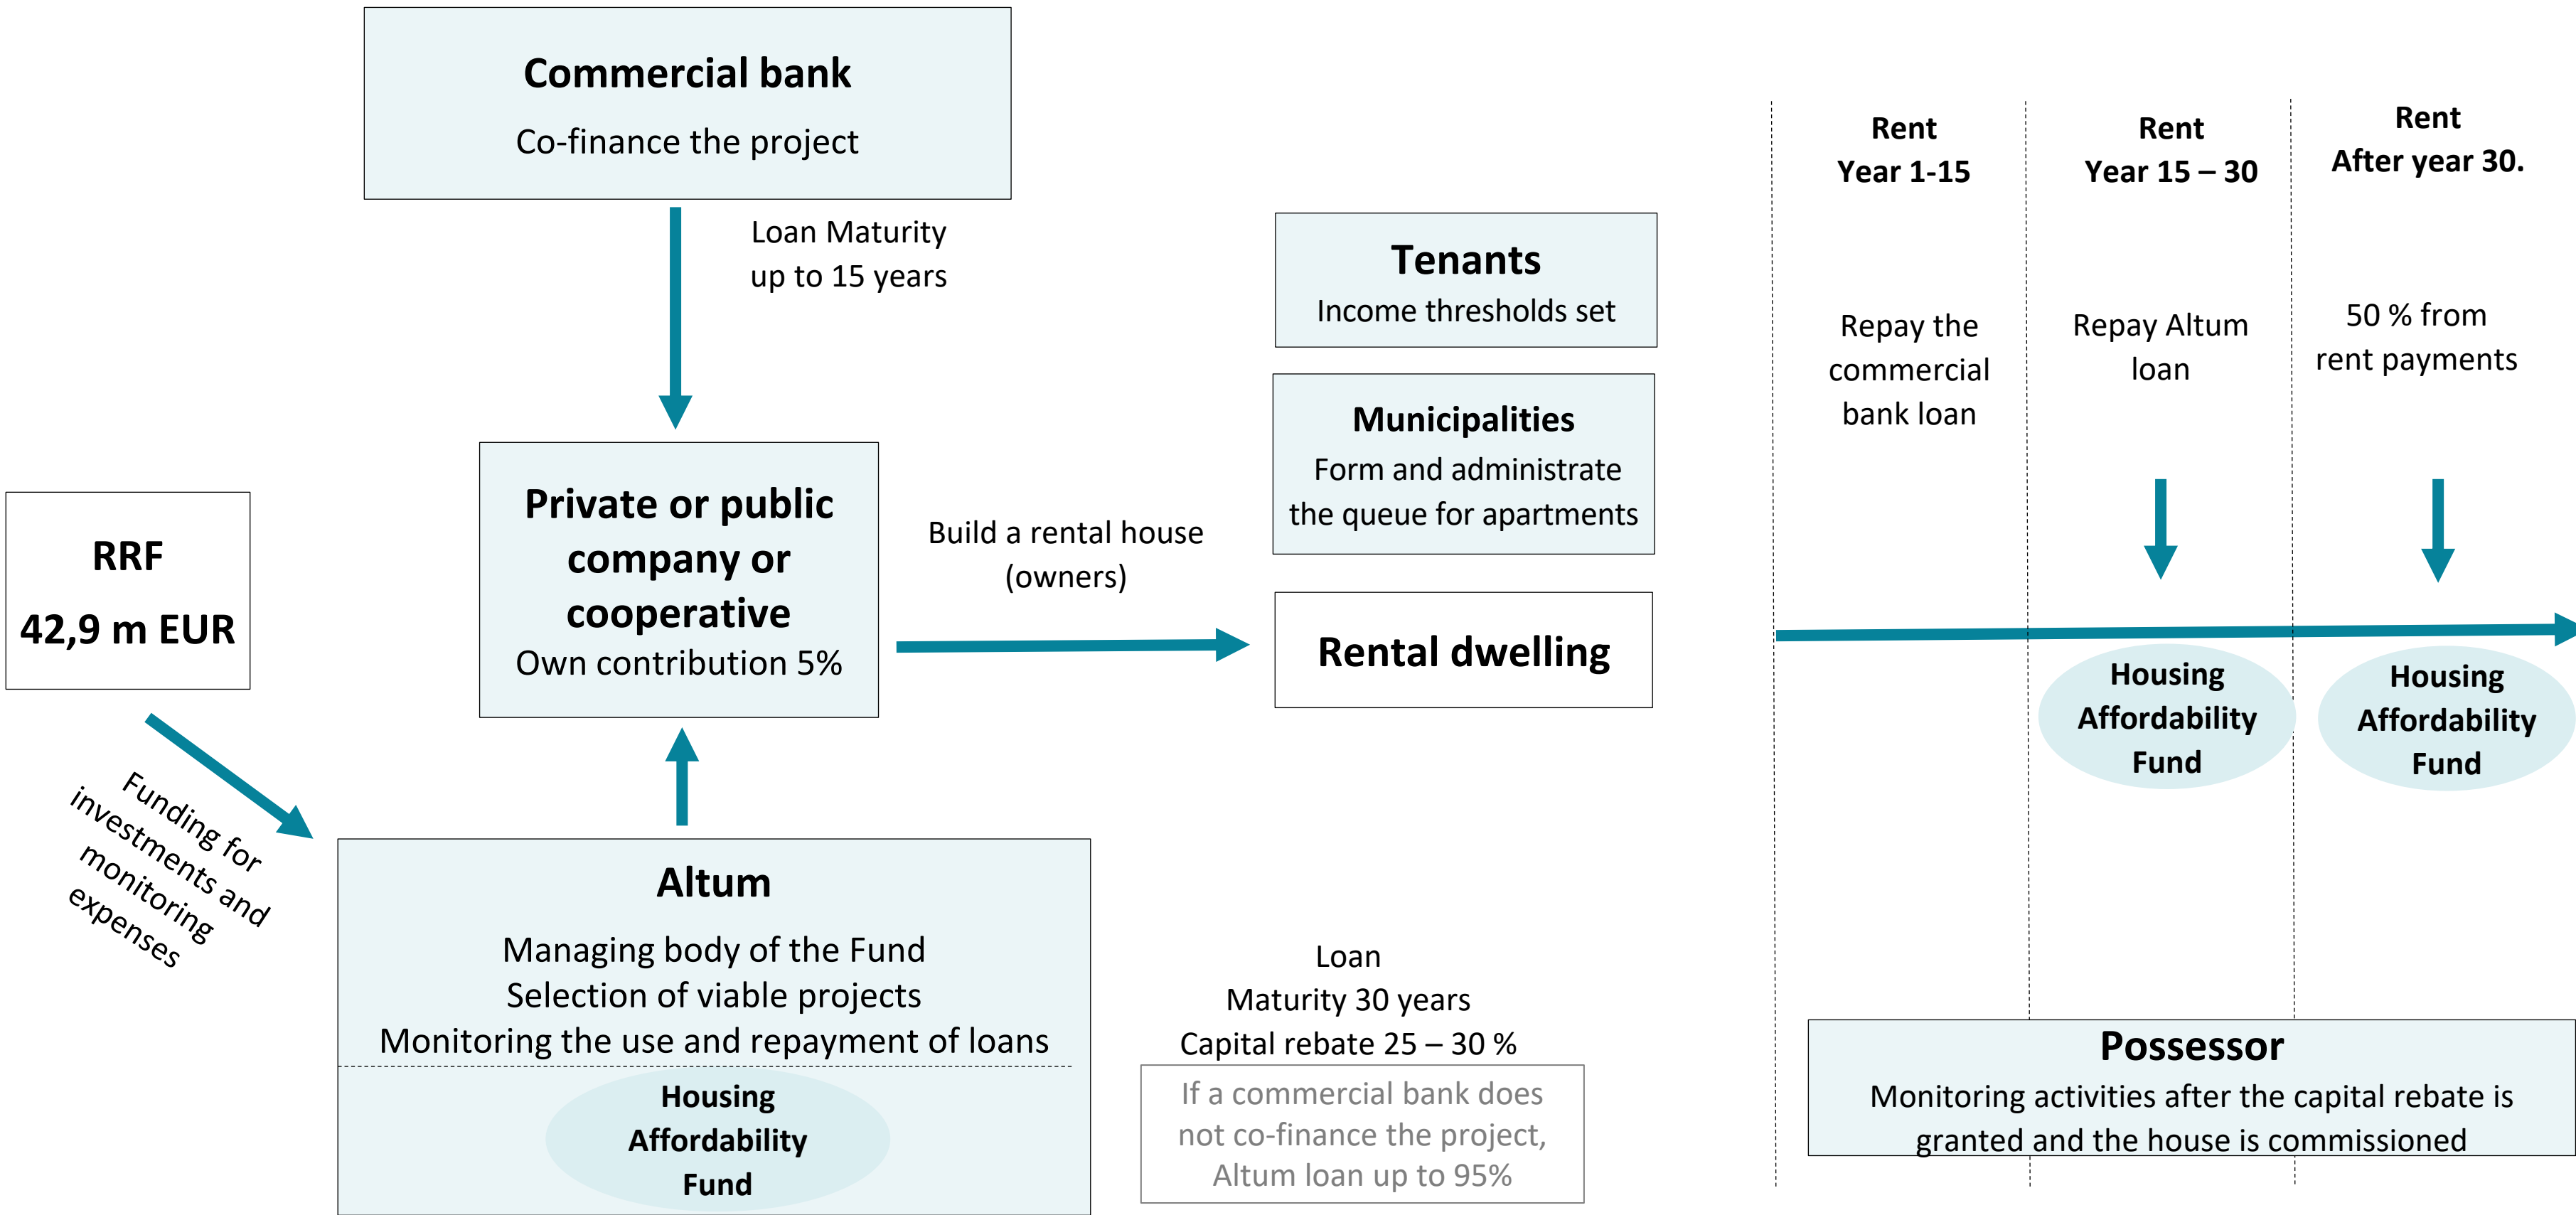 Commercial bank
Co-finance the project
Loan Maturity
up to 15 years
RRF
42,9 m EUR
Funding for
investments and
monitoring
expenses
Private or public
company or
cooperative
Own contribution 5%
Build a rental house
(owners)
Tenants
Income thresholds set
Municipalities
Form and administrate
the queue for apartments
Rental dwelling
Altum
Managing body of the Fund
Selection of viable projects
Monitoring the use and repayment of loans
Housing
Affordability
Fund
Loan
Maturity 30 years
Capital rebate 25 – 30 %
If a commercial bank does
not co-finance the project,
Altum loan up to 95%
Rent
Year 1-15
Repay the
commercial
bank loan
Rent
Year 15 – 30
Repay Altum
loan
Housing
Affordability
Fund
Rent
After year 30.
50 % from
rent payments
Housing
Affordability
Fund
Possessor
Monitoring activities after the capital rebate is
granted and the house is commissioned